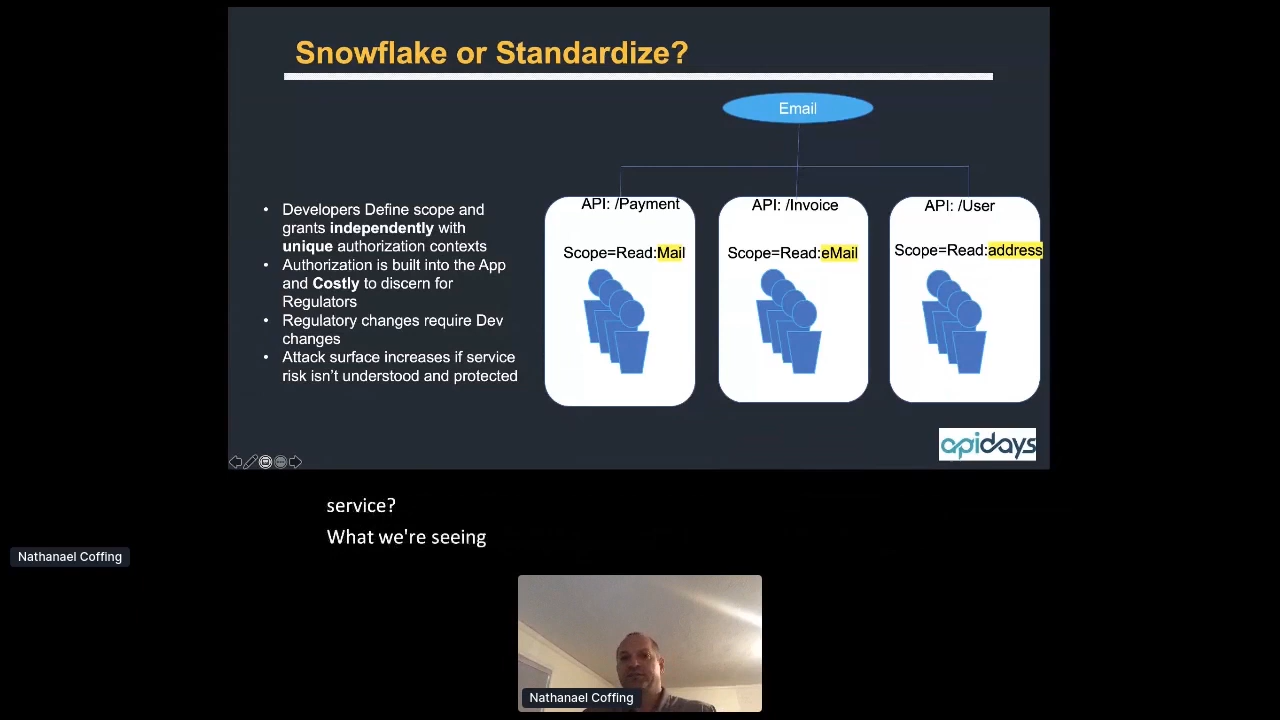 Snowflake or Standardize?
Email
• Developers Define scope and
grants independently with
unique authorization contexts
• Authorization is built into the App
and Costly to discern for
Regulators
• Regulatory changes require Dev
changes
• Attack surface increases if service
risk isn't understood and protected
API: /Payment
Scope=Read:Mail
API: /Invoice
Scope=Read:eMail
API: /User
Scope=Read:address
apidays
service?
What we're seeing
Nathanael Coffing
Nathanael Coffing